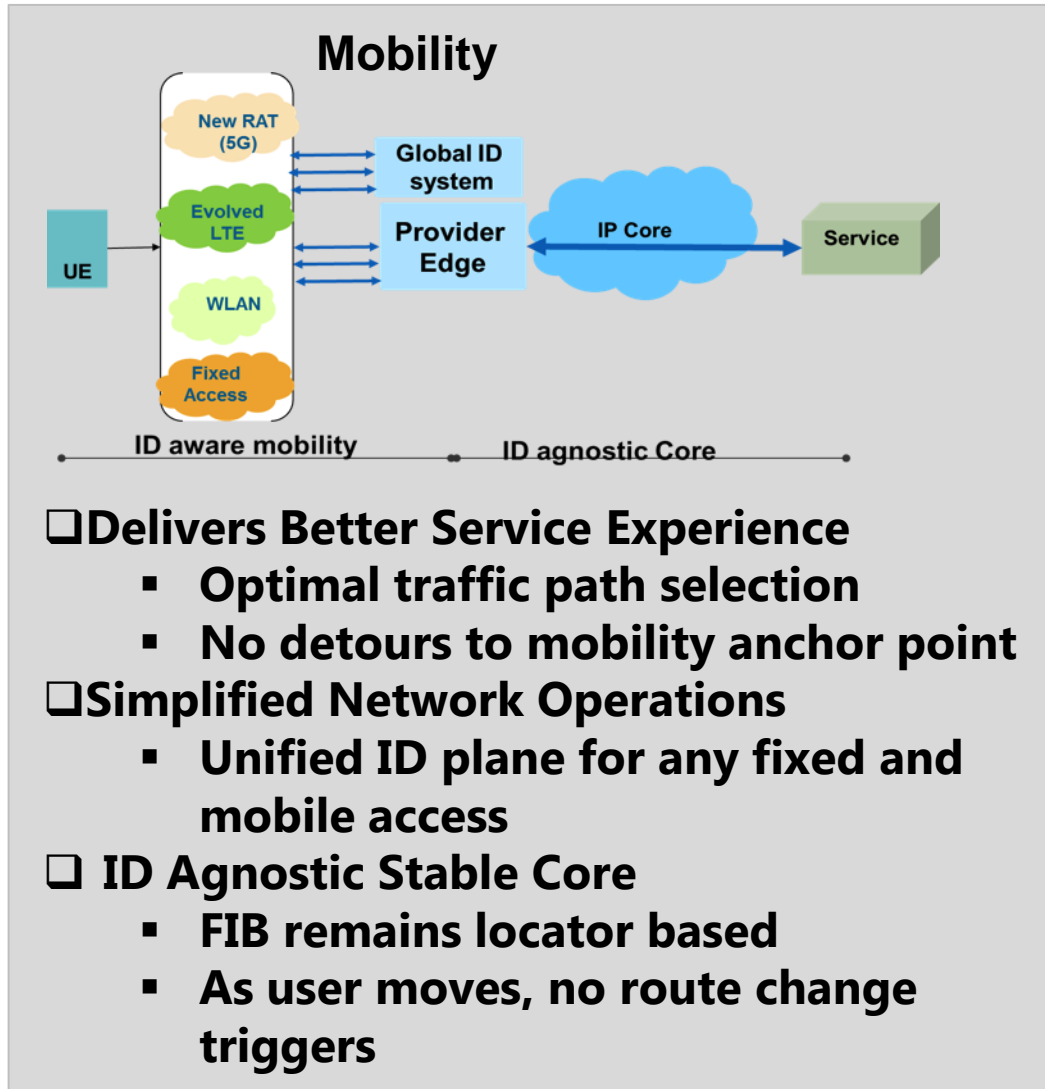 Mobility
New RAT
(5G)
Global ID
system
Evolved
LTE
Provider
Edge
IP Core
Service
UE
WLAN
Fixed
Access
ID aware mobility
ID agnostic Core
❑Delivers Better Service Experience
▪ Optimal traffic path selection
▪ No detours to mobility anchor point
❑Simplified Network Operations
▪ Unified ID plane for any fixed and
mobile access
❑ ID Agnostic Stable Core
▪ FIB remains locator based
▪ As user moves, no route change
triggers